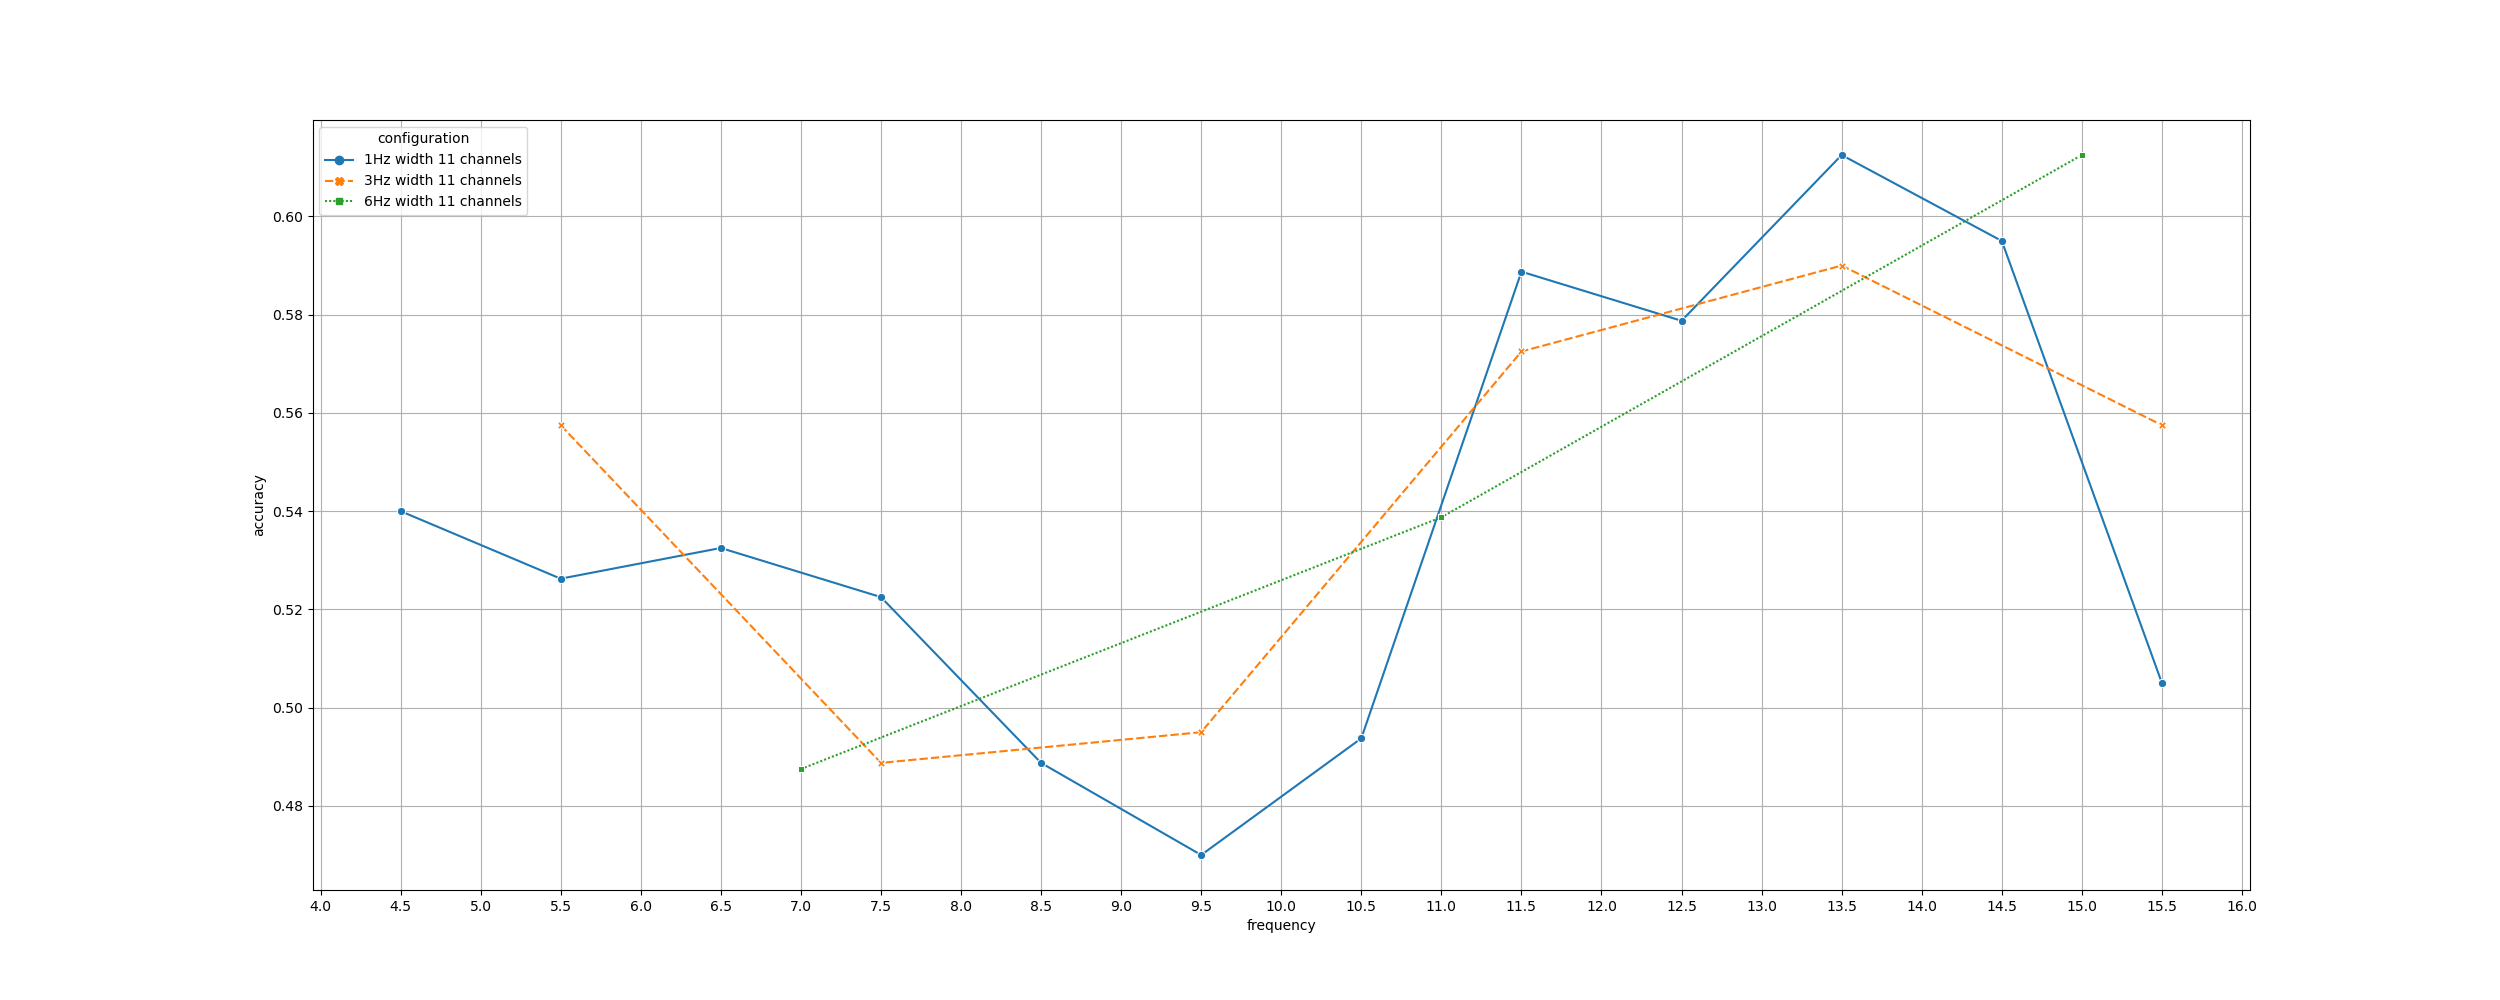 configuration
1Hz width 11 channels
3Hz width 11 channels
6Hz width 11 channels
0.60
0.58
0.56
0.54
0.52
0.50
0.48
accuracy
4.0 4.5 5.0 5.5 6.0 6.5 7.0 7.5 8.0 8.5 9.0 9.5 10.0 10.5 11.0 11.5 12.0 12.5 13.0 13.5 14.0 14.5 15.0 15.5 16.0
frequency